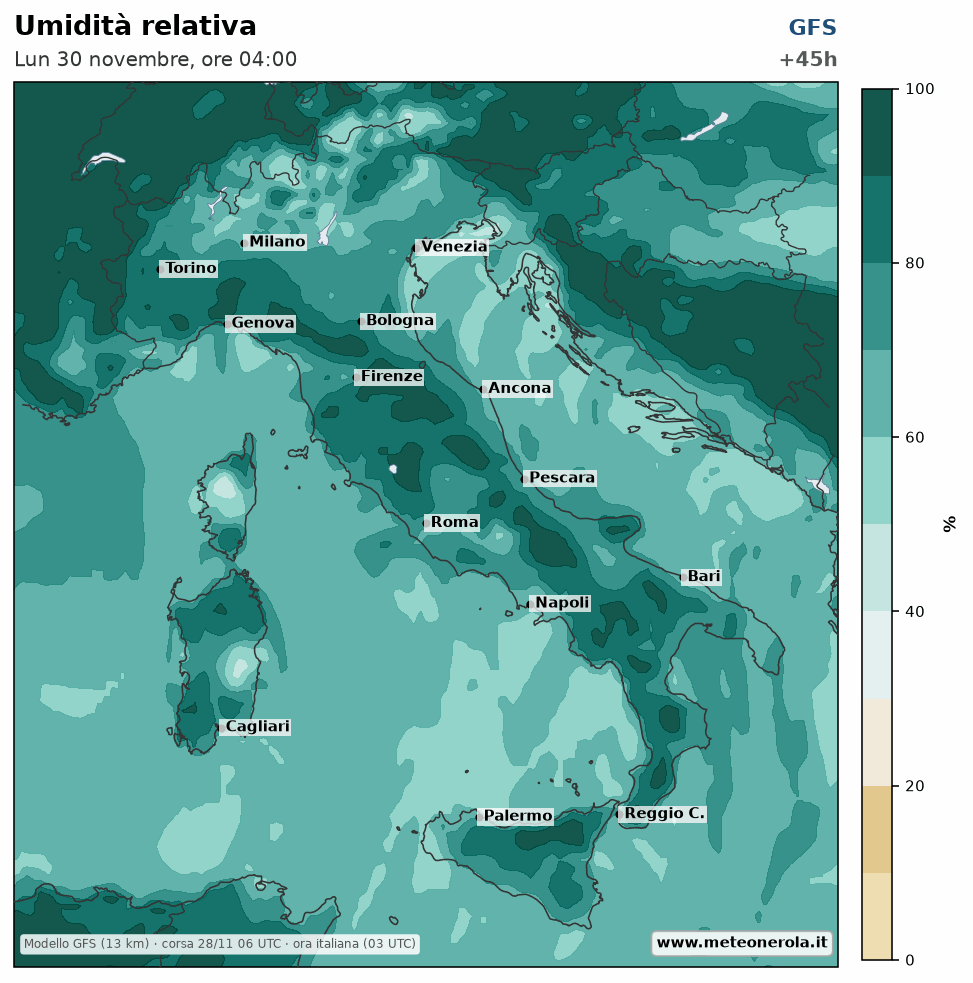 Umidità relativa
GFS
Lun 30 novembre, ore 04:00
+45h
100
80
60
40
20
0
%
Milano
Venezia
Torino
Genova
Bologna
Firenze
Ancona
Pescara
Roma
Bari
Napoli
Cagliari
Palermo
Reggio C.
Modello GFS (13 km) · corsa 28/11 06 UTC · ora italiana (03 UTC)
www.meteonerola.it